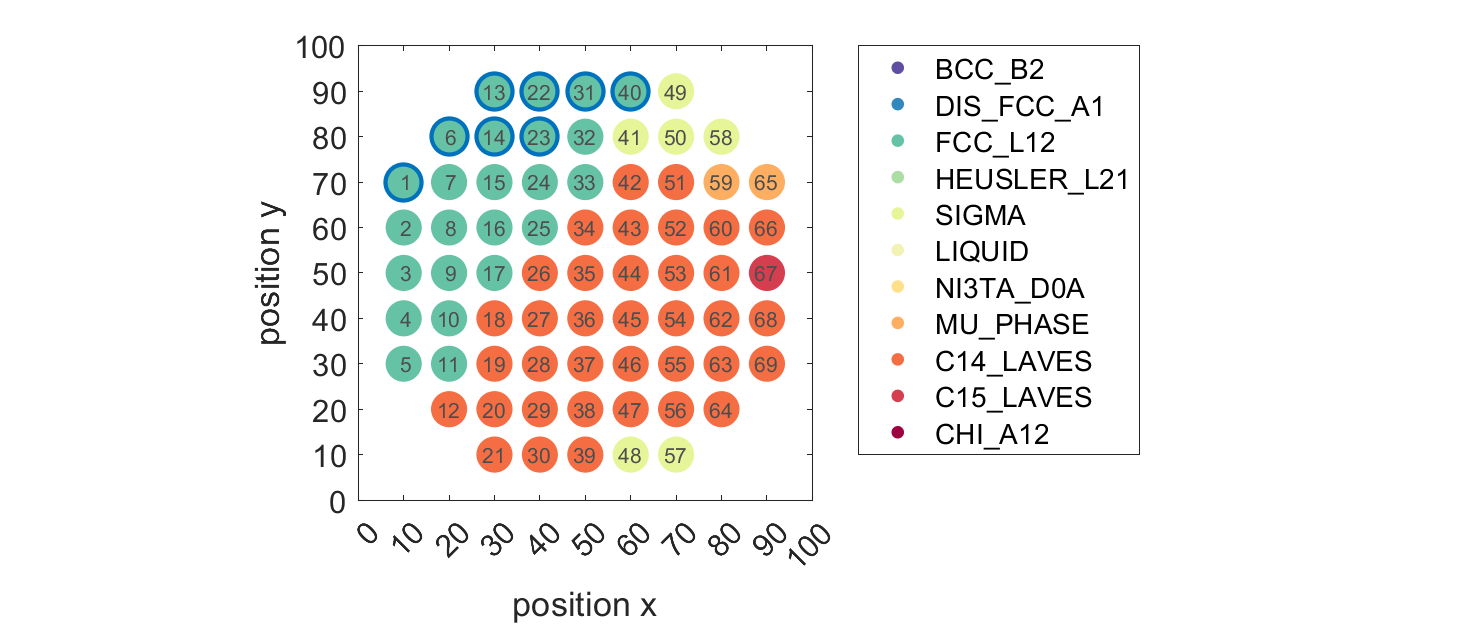 100
90
80
70
60
50
40
30
20
10
0
position y
13 22 31 40 49
6 14 23 32 41 50 58
1 7 15 24 33 42 51 59 65
2 8 16 25 34 43 52 60 66
3 9 17 26 35 44 53 61 67
4 10 18 27 36 45 54 62 68
5 11 19 28 37 46 55 63 69
12 20 29 38 47 56 64
21 30 39 48 57
0 10 20 30 40 50 60 70 80 90 100
position x
BCC_B2
DIS_FCC_A1
FCC_L12
HEUSLER_L21
SIGMA
LIQUID
NI3TA_D0A
MU_PHASE
C14_LAVES
C15_LAVES
CHI_A12